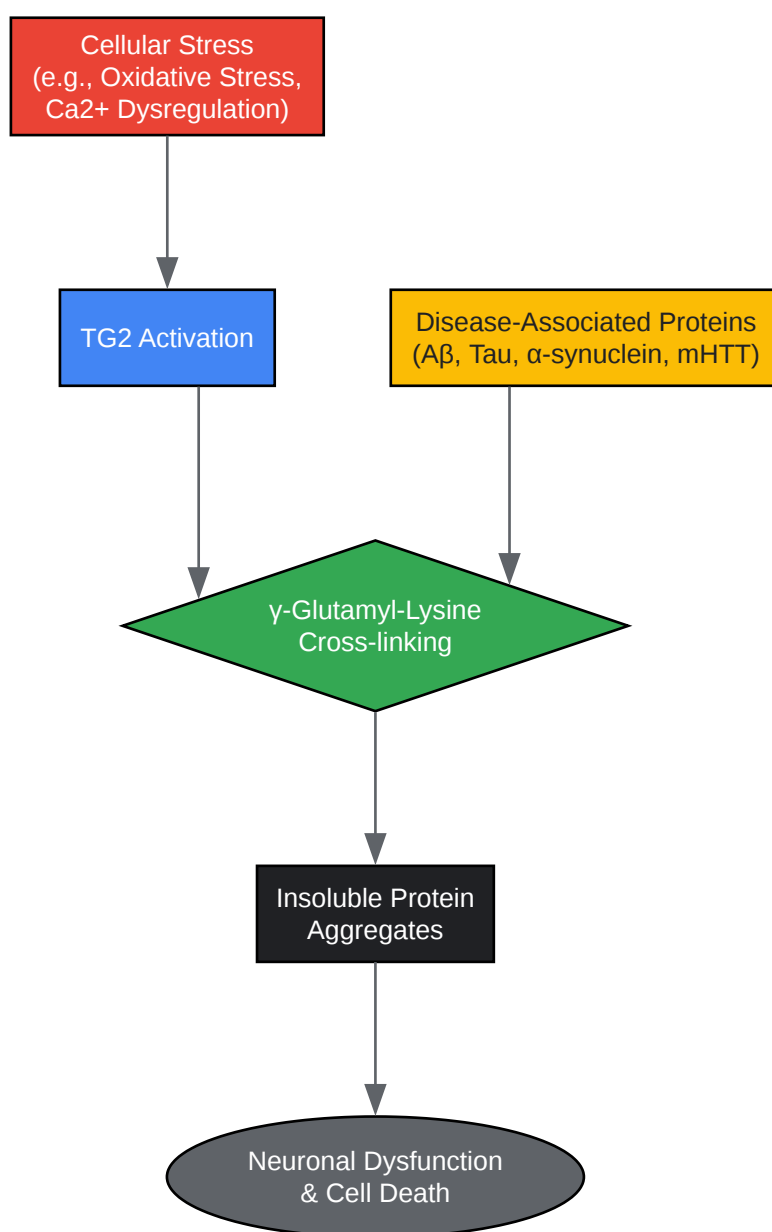 Cellular Stress
(e.g., Oxidative Stress,
Ca2+ Dysregulation)
TG2 Activation
Disease-Associated Proteins
(Aβ, Tau, α-synuclein, mHTT)
γ-Glutamyl-Lysine
Cross-linking
Insoluble Protein
Aggregates
Neuronal Dysfunction
& Cell Death